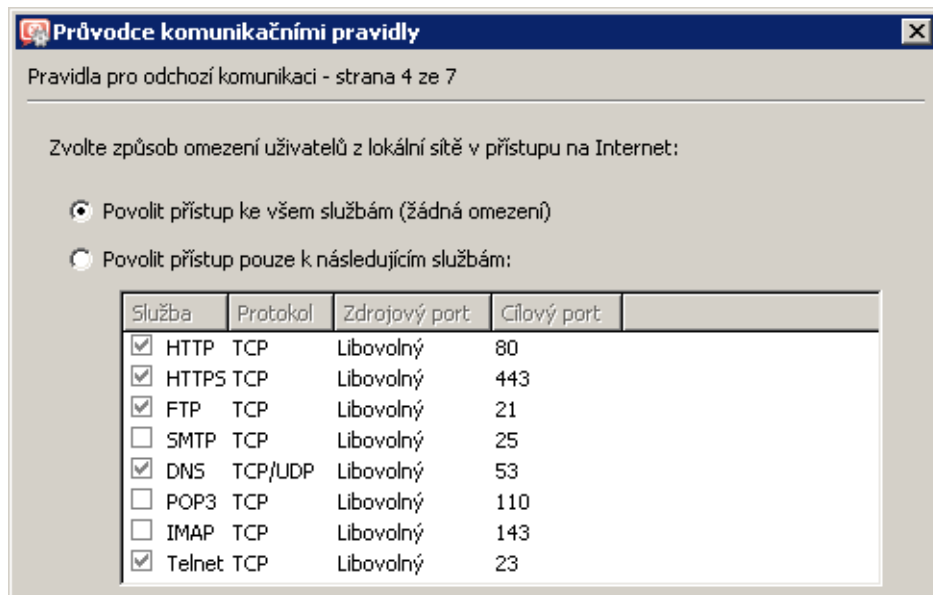 Průvodce komunikačními pravidly
Pravidla pro odchozí komunikaci - strana 4 ze 7
Zvolte způsob omezení uživatelů z lokální sítě v přístupu na Internet:
Povolit přístup ke všem službám (žádná omezení)
Povolit přístup pouze k následujícím službám:
Služba Protokol Zdrojový port Cílový port
HTTP TCP Libovolný 80
HTTPS TCP Libovolný 443
FTP TCP Libovolný 21
SMTP TCP Libovolný 25
DNS TCP/UDP Libovolný 53
POP3 TCP Libovolný 110
IMAP TCP Libovolný 143
Telnet TCP Libovolný 23